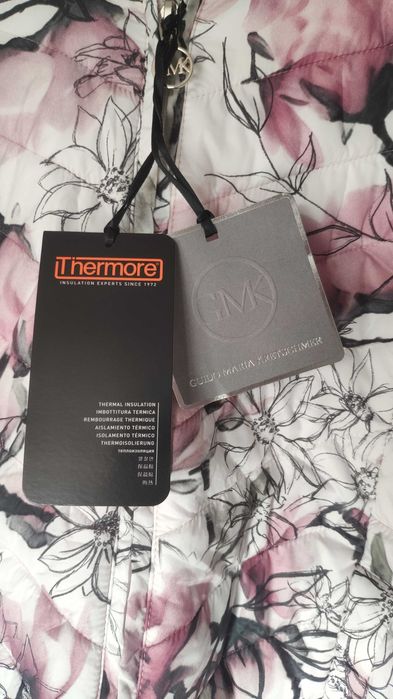 MK
Thermore
INSULATION EXPERTS SINCE 1972
THERMAL INSULATION
IMBOTTITURA TERMICA
REMBOURRAGE THERMIQUE
AISLAMIENTO TÉRMICO
ISOLAMENTO TÉRMICO
THERMOISOLIERUNG
ТЕПЛОИЗОЛЯЦИЯ
GMK
GUIDO MARIA KRETSCHMER